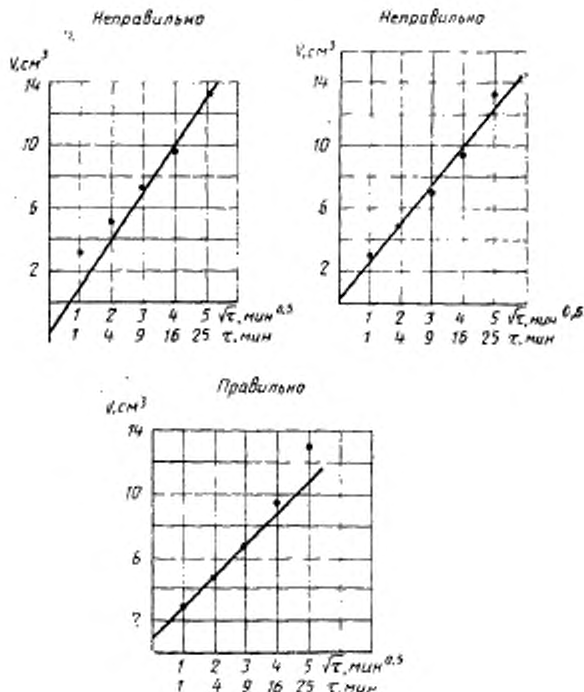 Неправильно
V, см³
14
10
6
2
1 2 3 4 5 √τ, мин 0,5
1 4 9 16 25 τ, мин
Неправильно
V, см³
14
10
6
2
1 2 3 4 5 √τ, мин 0,5
1 4 9 16 25 τ, мин
Правильно
V, см³
14
10
6
2
1 2 3 4 5 √τ, мин 0,5
1 4 9 16 25 τ, мин